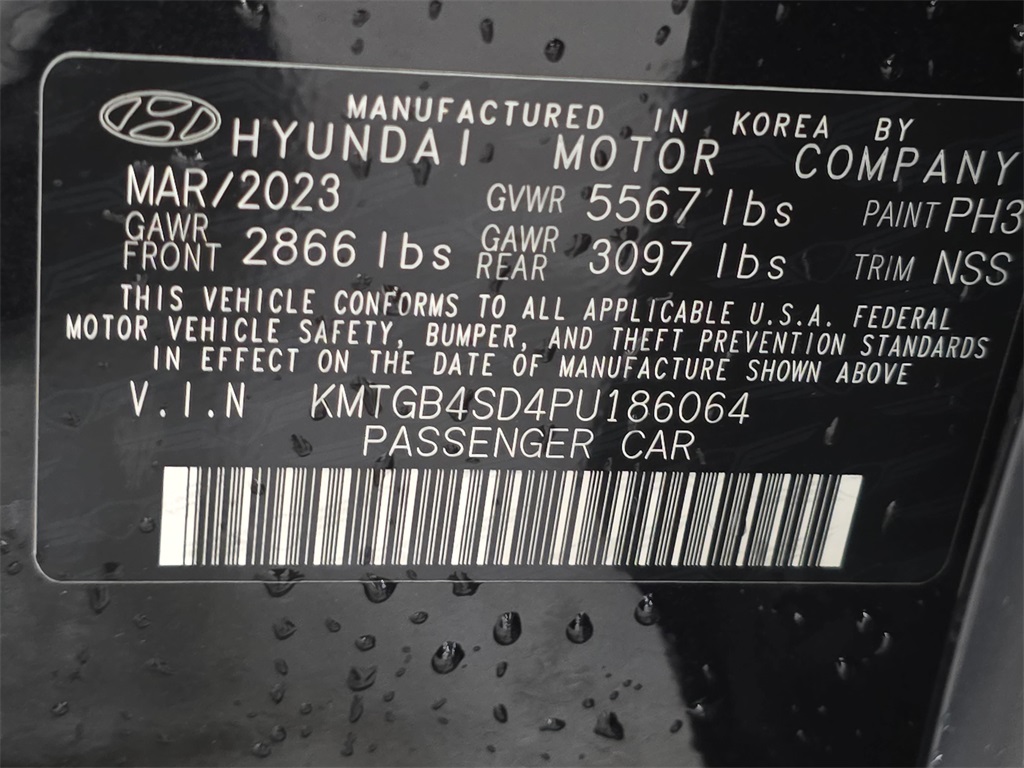 MANUFACTURED IN KOREA BY
HYUNDAI MOTOR COMPANY
MAR/2023 GVWR 5567 lbs PAINT PH3
GAWR FRONT 2866 lbs GAWR REAR 3097 lbs TRIM NSS
THIS VEHICLE CONFORMS TO ALL APPLICABLE U.S.A. FEDERAL
MOTOR VEHICLE SAFETY, BUMPER, AND THEFT PREVENTION STANDARDS
IN EFFECT ON THE DATE OF MANUFACTURE SHOWN ABOVE
V.I.N KMTGB4SD4PU186064
PASSENGER CAR